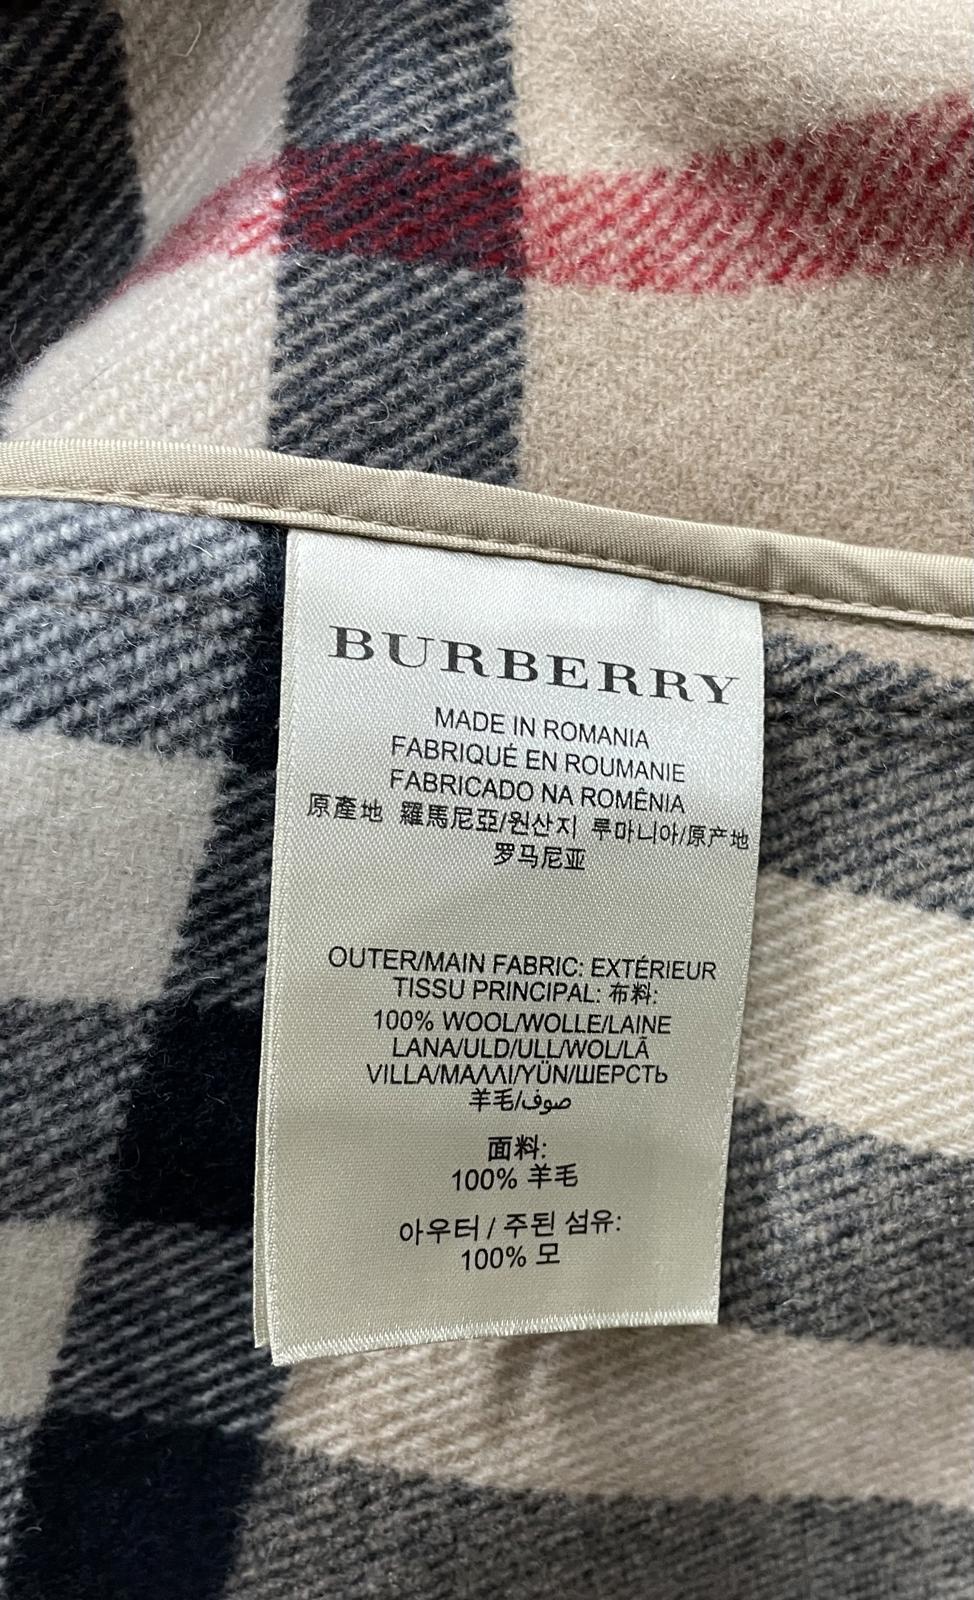 BURBERRY
MADE IN ROMANIA
FABRIQUÉ EN ROUMANIE
FABRICADO NA ROMÊNIA
原產地 羅馬尼亞/원산지 루마니아/原产地
罗马尼亚
OUTER/MAIN FABRIC: EXTÉRIEUR
TISSU PRINCIPAL: 布料:
100% WOOL/WOLLE/LAINE
LANA/ULD/ULL/WOL/LÃ
VILLA/ΜΑΛΛΙ/YÜN/ШЕРСТЬ
羊毛/صوف
面料:
100% 羊毛
아우터 / 주된 섬유:
100% 모